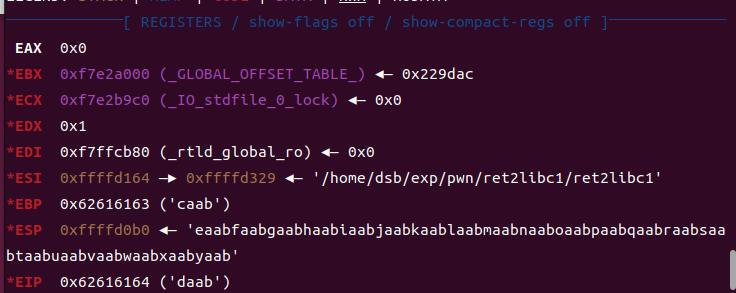 [ REGISTERS / show-flags off / show-compact-regs off ]
EAX 0x0
*EBX 0xf7e2a000 (_GLOBAL_OFFSET_TABLE_) ◂— 0x229dac
*ECX 0xf7e2b9c0 (_IO_stdfile_0_lock) ◂— 0x0
*EDX 0x1
*EDI 0xf7ffcb80 (_rtld_global_ro) ◂— 0x0
*ESI 0xffffd164 —▸ 0xffffd329 ◂— '/home/dsb/exp/pwn/ret2libc1/ret2libc1'
*EBP 0x62616163 ('caab')
*ESP 0xffffd0b0 ◂— 'eaabfaabgaabhaabiaabjaabkaablaabmaabnaaboaabpaabqaabraabsaa
btaabuaabvaabwaabxaabyaab'
*EIP 0x62616164 ('daab')